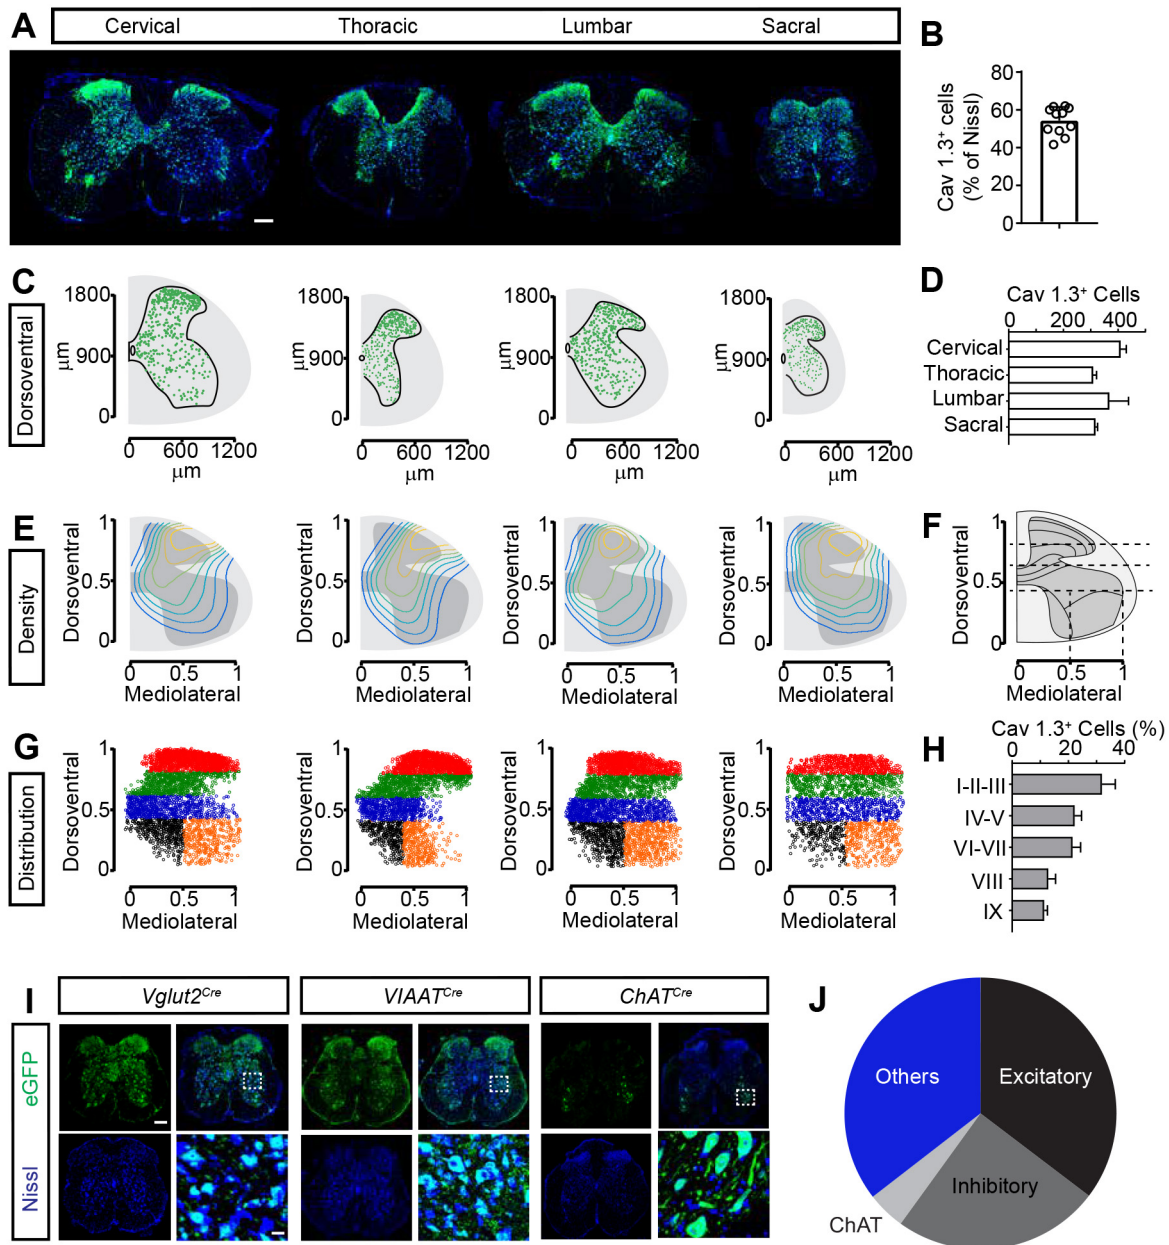 A
Cervical Thoracic Lumbar Sacral
B
Cav 1.3+ cells
(% of Nissl)
80
60
40
20
0
C
Dorsoventral
1800
900
0
µm
0 600 1200
µm
1800
900
0
µm
0 600 1200
µm
1800
900
0
µm
0 600 1200
µm
1800
900
0
µm
0 600 1200
µm
D
Cav 1.3+ Cells
0 200 400
Cervical
Thoracic
Lumbar
Sacral
E
Density
Dorsoventral
1
0.5
0
0 0.5 1
Mediolateral
Dorsoventral
1
0.5
0
0 0.5 1
Mediolateral
Dorsoventral
1
0.5
0
0 0.5 1
Mediolateral
Dorsoventral
1
0.5
0
0 0.5 1
Mediolateral
F
Dorsoventral
1
0.5
0
0 0.5 1
Mediolateral
G
Distribution
Dorsoventral
1
0.5
0
0 0.5 1
Mediolateral
Dorsoventral
1
0.5
0
0 0.5 1
Mediolateral
Dorsoventral
1
0.5
0
0 0.5 1
Mediolateral
Dorsoventral
1
0.5
0
0 0.5 1
Mediolateral
H
Cav 1.3+ Cells (%)
0 20 40
I-II-III
IV-V
VI-VII
VIII
IX
I
Vglut2Cre VIAATCre ChATCre
eGFP
Nissl
J
Others
Excitatory
Inhibitory
ChAT